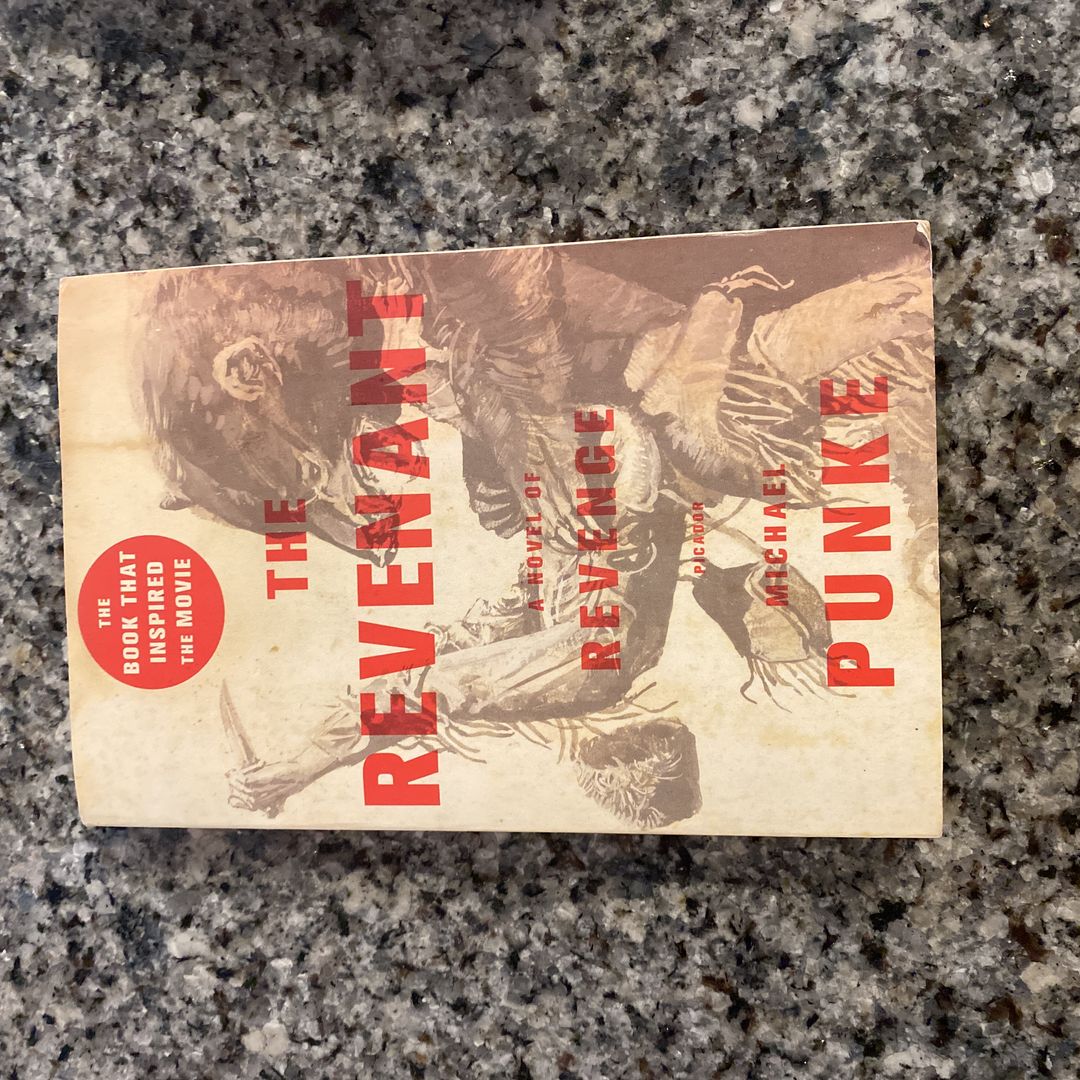 THE
BOOK THAT
INSPIRED
THE MOVIE
THE
REVENANT
A NOVEL OF
REVENGE
PICADOR
MICHAEL
PUNKE